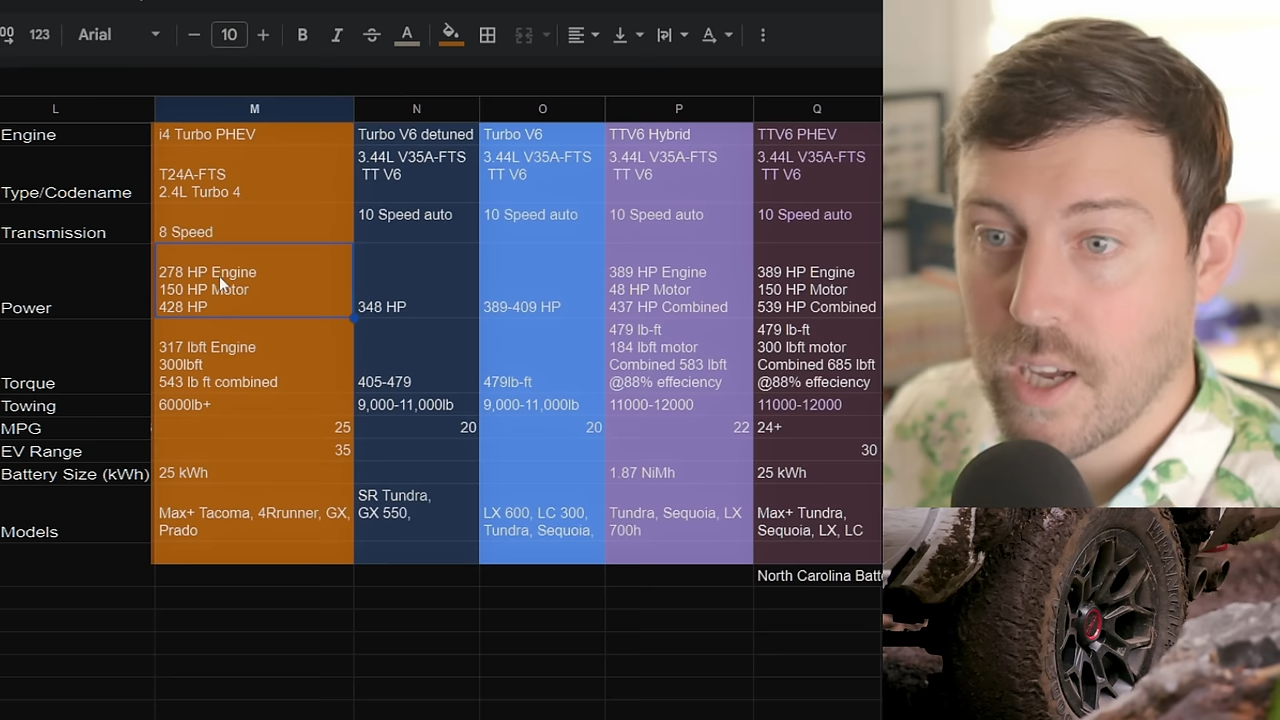 123 Arial 10 B I S A A
L M N O P Q
Engine i4 Turbo PHEV Turbo V6 detuned Turbo V6 TTV6 Hybrid TTV6 PHEV
3.44L V35A-FTS 3.44L V35A-FTS 3.44L V35A-FTS 3.44L V35A-FTS
T24A-FTS TT V6 TT V6 TT V6 TT V6
Type/Codename 2.4L Turbo 4
10 Speed auto 10 Speed auto 10 Speed auto 10 Speed auto
Transmission 8 Speed
278 HP Engine 389 HP Engine 389 HP Engine
150 HP Motor 48 HP Motor 150 HP Motor
Power 428 HP 348 HP 389-409 HP 437 HP Combined 539 HP Combined
479 lb-ft 479 lb-ft
317 lbft Engine 184 lbft motor 300 lbft motor
300lbft Combined 583 lbft Combined 685 lbft
Torque 543 lb ft combined 405-479 479lb-ft @88% effeciency @88% effeciency
Towing 6000lb+ 9,000-11,000lb 9,000-11,000lb 11000-12000 11000-12000
MPG 25 20 20 22 24+
EV Range 35 30
Battery Size (kWh) 25 kWh 1.87 NiMh 25 kWh
SR Tundra,
Max+ Tacoma, 4Rrunner, GX, GX 550, LX 600, LC 300, Tundra, Sequoia, LX Max+ Tundra,
Models Prado Tundra, Sequoia, 700h Sequoia, LX, LC
North Carolina Batt
WRANGLER